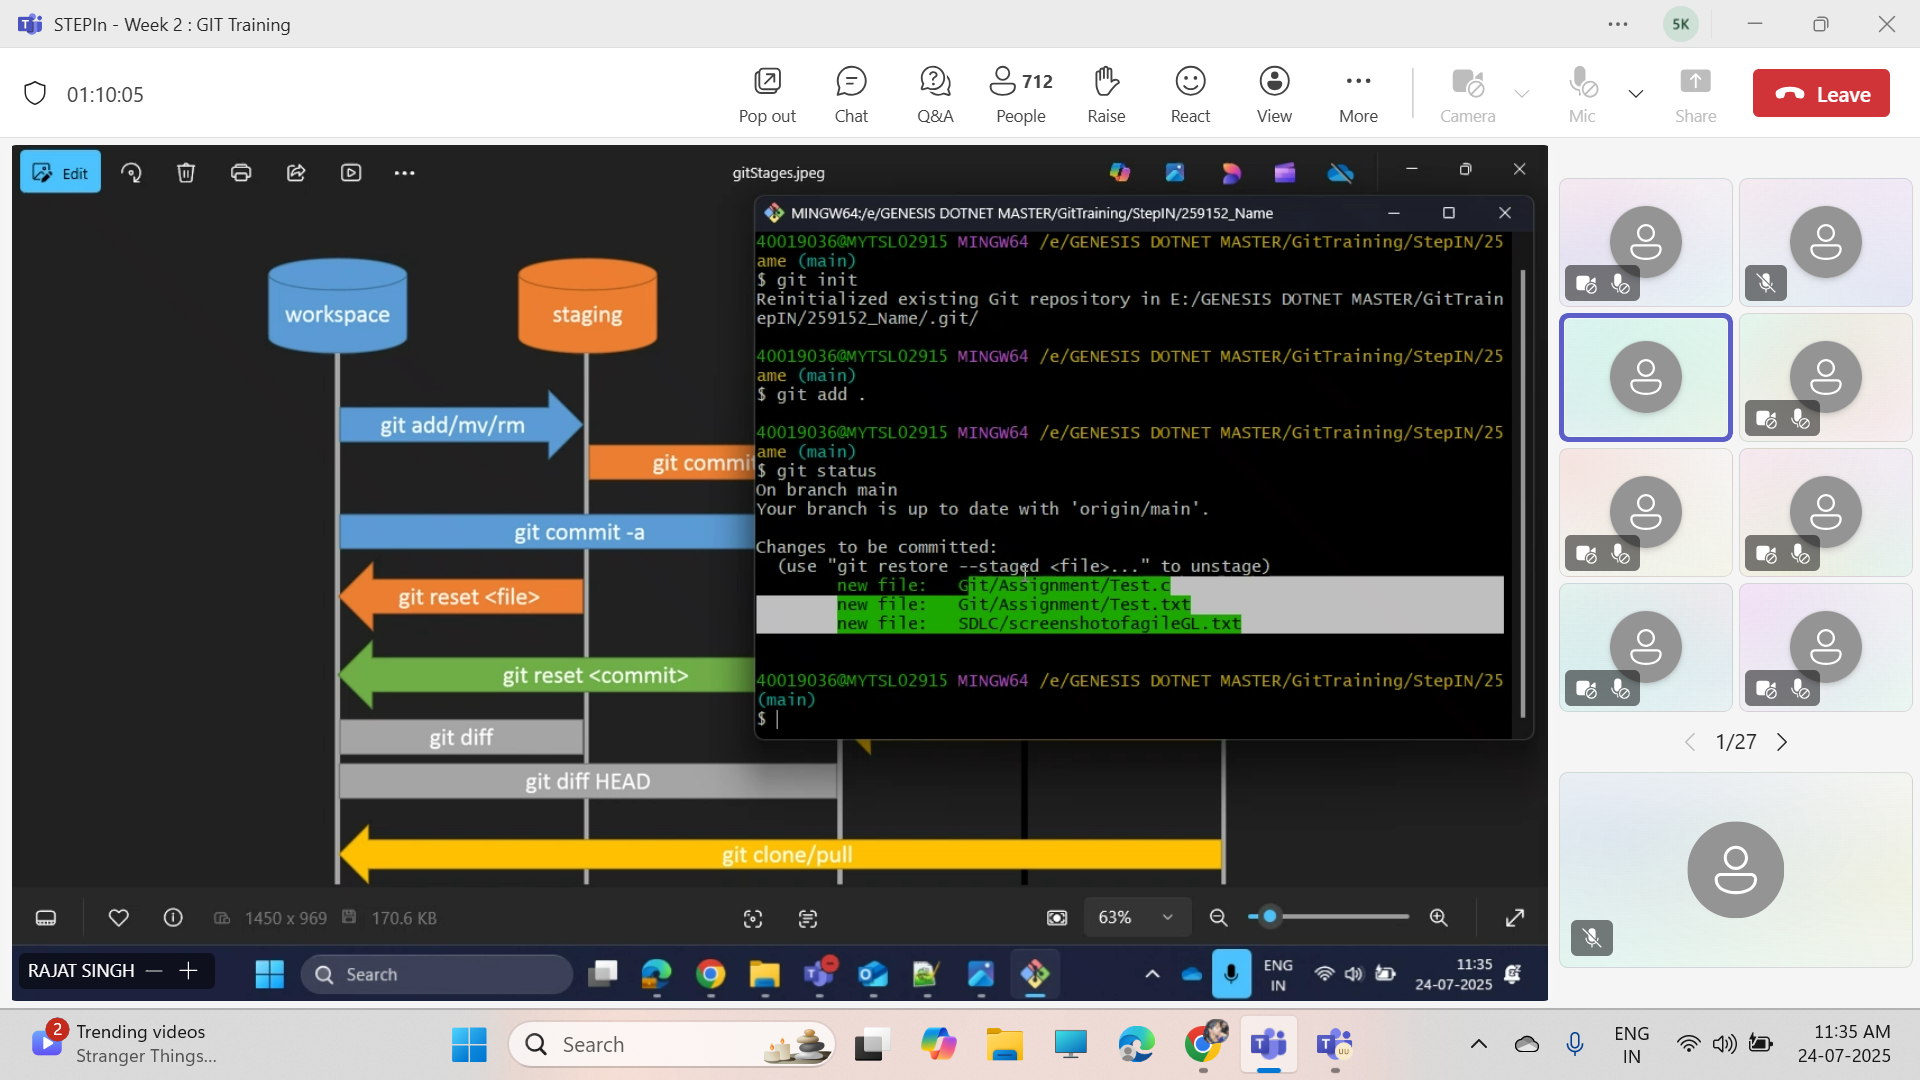 STEPIn - Week 2 : GIT Training
5K
01:10:05
Pop out
Chat
Q&A
712
People
Raise
React
View
More
Camera
Mic
Share
Leave
Edit
gitStages.jpeg
MINGW64:/e/GENESIS DOTNET MASTER/GitTraining/StepIN/259152_Name
40019036@MYTSL02915 MINGW64 /e/GENESIS DOTNET MASTER/GitTraining/StepIN/25
ame (main)
$ git init
Reinitialized existing Git repository in E:/GENESIS DOTNET MASTER/GitTrain
epIN/259152_Name/.git/
40019036@MYTSL02915 MINGW64 /e/GENESIS DOTNET MASTER/GitTraining/StepIN/25
ame (main)
$ git add .
40019036@MYTSL02915 MINGW64 /e/GENESIS DOTNET MASTER/GitTraining/StepIN/25
ame (main)
$ git status
On branch main
Your branch is up to date with 'origin/main'.
Changes to be committed:
(use "git restore --staged <file>..." to unstage)
new file: Git/Assignment/Test.c
new file: Git/Assignment/Test.txt
new file: SDLC/screenshotofagileGL.txt
40019036@MYTSL02915 MINGW64 /e/GENESIS DOTNET MASTER/GitTraining/StepIN/25
(main)
$
workspace
staging
git add/mv/rm
git commit
git commit -a
git reset <file>
git reset <commit>
git diff
git diff HEAD
git clone/pull
1450 x 969
170.6 KB
63%
1/27
RAJAT SINGH
Search
ENG
IN
11:35
24-07-2025
2
Trending videos
Stranger Things...
Search
UU
ENG
IN
11:35 AM
24-07-2025